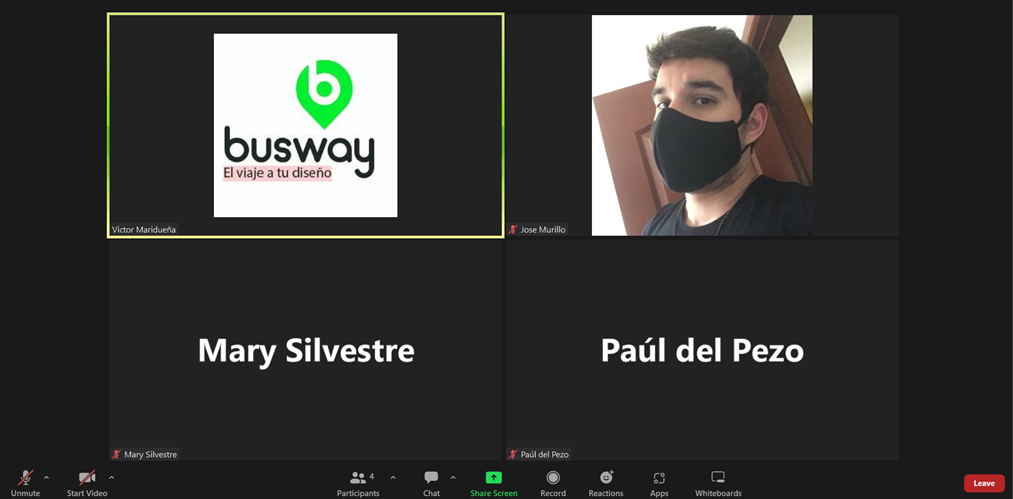 b
busway
El viaje a tu diseño
Victor Maridueña
Jose Murillo
Mary Silvestre
Paúl del Pezo
Mary Silvestre
Paúl del Pezo
Unmute
Start Video
4
Participants
Chat
Share Screen
Record
Reactions
Apps
Whiteboards
Leave